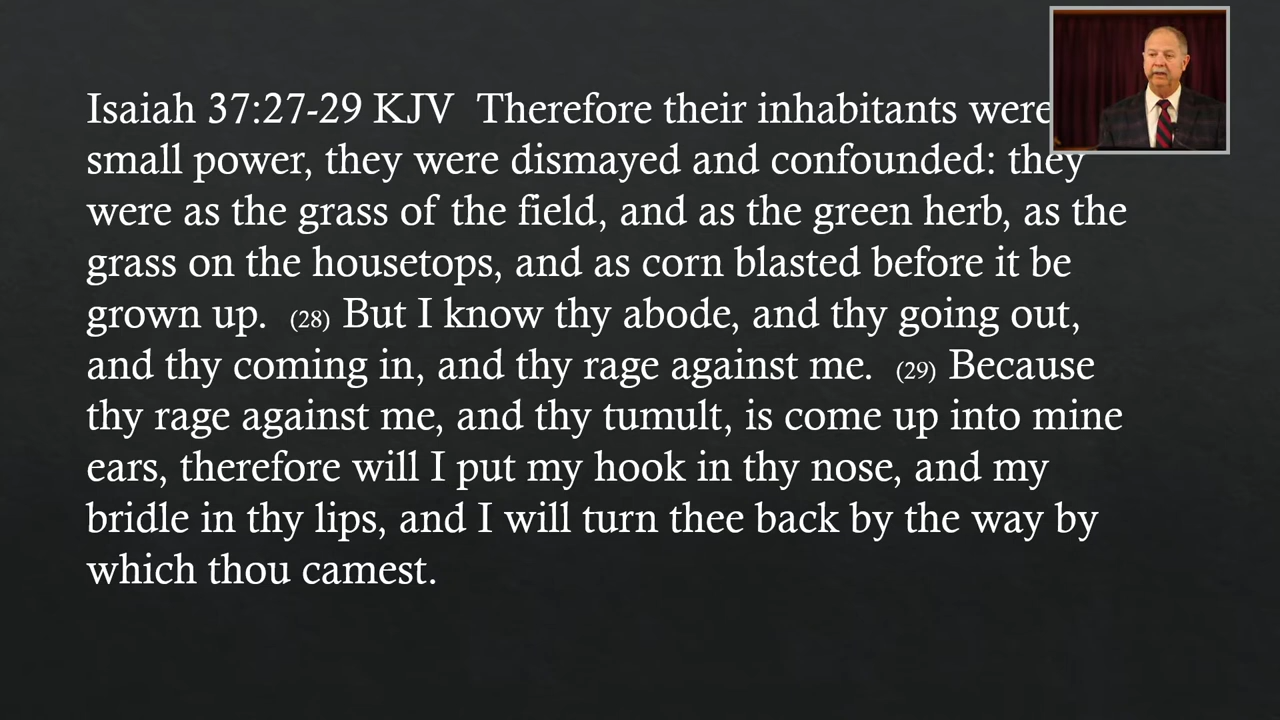 Isaiah 37:27-29 KJV Therefore their inhabitants were
small power, they were dismayed and confounded: they
were as the grass of the field, and as the green herb, as the
grass on the housetops, and as corn blasted before it be
grown up. (28) But I know thy abode, and thy going out,
and thy coming in, and thy rage against me. (29) Because
thy rage against me, and thy tumult, is come up into mine
ears, therefore will I put my hook in thy nose, and my
bridle in thy lips, and I will turn thee back by the way by
which thou camest.